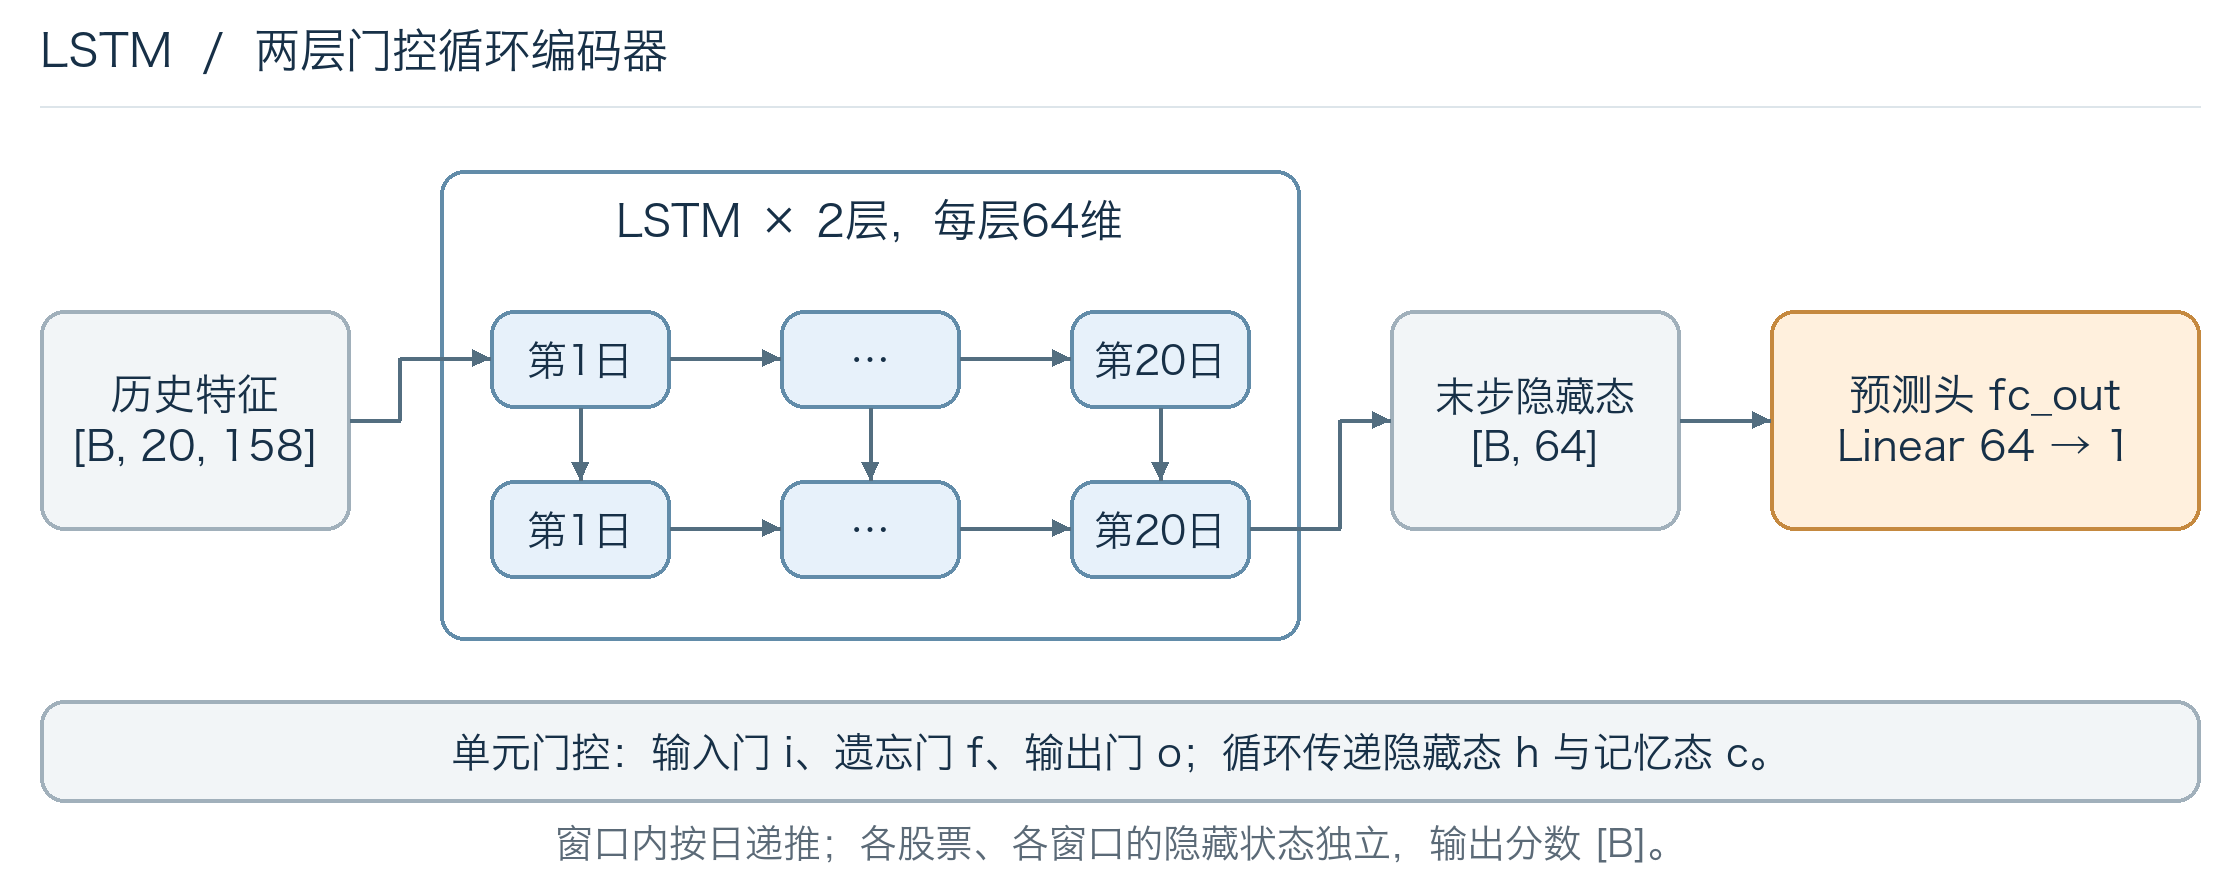 LSTM / 两层门控循环编码器
LSTM × 2层，每层64维
历史特征
[B, 20, 158]
第1日
…
第20日
第1日
…
第20日
末步隐藏态
[B, 64]
预测头 fc_out
Linear 64 → 1
单元门控：输入门 i、遗忘门 f、输出门 o；循环传递隐藏态 h 与记忆态 c。
窗口内按日递推；各股票、各窗口的隐藏状态独立，输出分数 [B]。